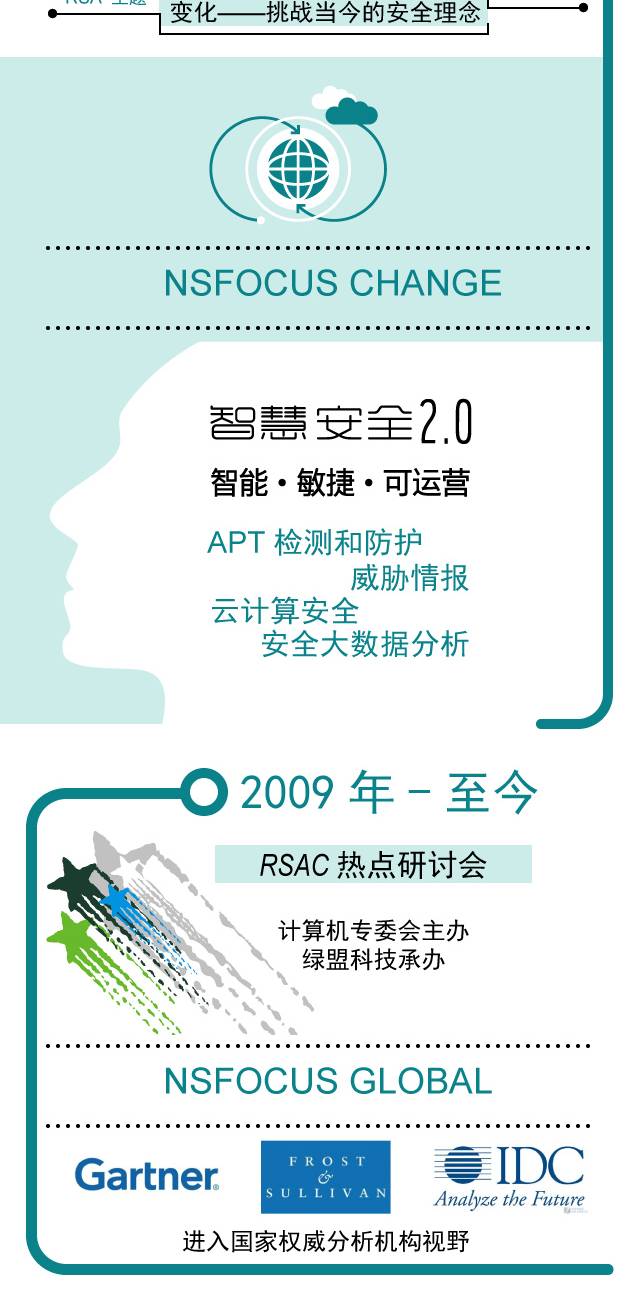 变化——挑战当今的安全理念
NSFOCUS CHANGE
智慧安全2.0
智能·敏捷·可运营
APT 检测和防护
威胁情报
云计算安全
安全大数据分析
2009 年 - 至今
RSAC 热点研讨会
计算机专委会主办
绿盟科技承办
NSFOCUS GLOBAL
Gartner
FROST
&
SULLIVAN
IDC
Analyze the Future
进入国家权威分析机构视野